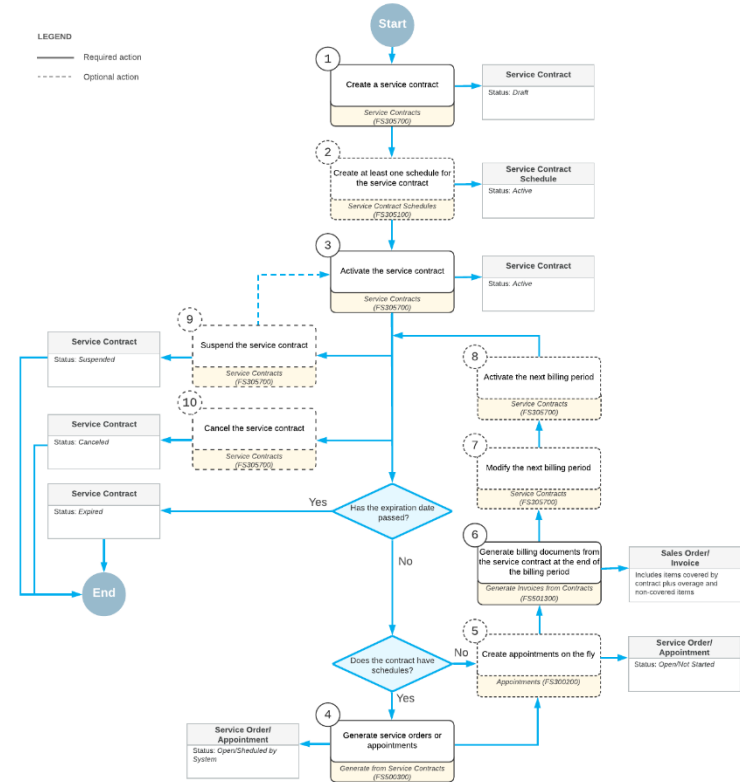 Start
LEGEND
Required action
Optional action
1
Create a service contract
Service Contracts
(FS305700)
Service Contract
Status: Draft
2
Create at least one schedule for
the service contract
Service Contract Schedules
(FS305100)
Service Contract
Schedule
Status: Active
3
Activate the service contract
Service Contracts
(FS305700)
Service Contract
Status: Active
9
Suspend the service contract
Service Contracts
(FS305700)
Service Contract
Status: Suspended
8
Activate the next billing period
Service Contracts
(FS305700)
10
Cancel the service contract
Service Contracts
(FS305700)
Service Contract
Status: Canceled
7
Modify the next billing period
Service Contracts
(FS305700)
Service Contract
Status: Expired
Yes
Has the expiration date
passed?
No
6
Generate billing documents from
the service contract at the end of
the billing period
Generate Invoices from Contracts
(FS501300)
Sales Order/
Invoice
Includes items covered by
contract plus overage and
non-covered items
End
5
Create appointments on the fly
Appointments (FS300200)
Service Order/
Appointment
Status: Open/Not Started
Does the contract have
schedules?
No
Yes
4
Generate service orders or
appointments
Generate from Service Contracts
(FS500300)
Service Order/
Appointment
Status: Open/Sheduled by
System